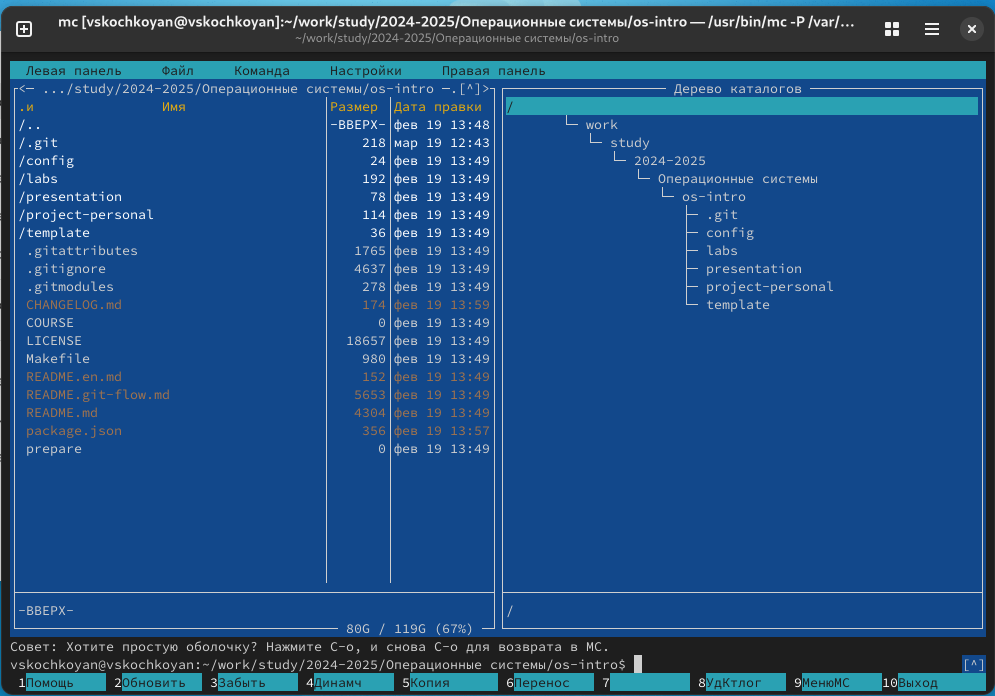 mc [vskochkoyan@vskochkoyan]:~/work/study/2024-2025/Операционные системы/os-intro — /usr/bin/mc -P /var/…
~/work/study/2024-2025/Операционные системы/os-intro
Левая панель Файл Команда Настройки Правая панель
<— .../study/2024-2025/Операционные системы/os-intro —.[^]>
.и Имя Размер Дата правки
/.. -ВВЕРХ- фев 19 13:48
/.git 218 мар 19 12:43
/config 24 фев 19 13:49
/labs 192 фев 19 13:49
/presentation 78 фев 19 13:49
/project-personal 114 фев 19 13:49
/template 36 фев 19 13:49
.gitattributes 1765 фев 19 13:49
.gitignore 4637 фев 19 13:49
.gitmodules 278 фев 19 13:49
CHANGELOG.md 174 фев 19 13:59
COURSE 0 фев 19 13:49
LICENSE 18657 фев 19 13:49
Makefile 980 фев 19 13:49
README.en.md 152 фев 19 13:49
README.git-flow.md 5653 фев 19 13:49
README.md 4304 фев 19 13:49
package.json 356 фев 19 13:57
prepare 0 фев 19 13:49
-ВВЕРХ-
80G / 119G (67%)
Дерево каталогов
/
work
study
2024-2025
Операционные системы
os-intro
.git
config
labs
presentation
project-personal
template
/
Совет: Хотите простую оболочку? Нажмите C-o, и снова C-o для возврата в MC.
vskochkoyan@vskochkoyan:~/work/study/2024-2025/Операционные системы/os-intro$ [^]
1Помощь 2Обновить 3Забыть 4Динамч 5Копия 6Перенос 7 8УдКтлог 9МенюMC 10Выход